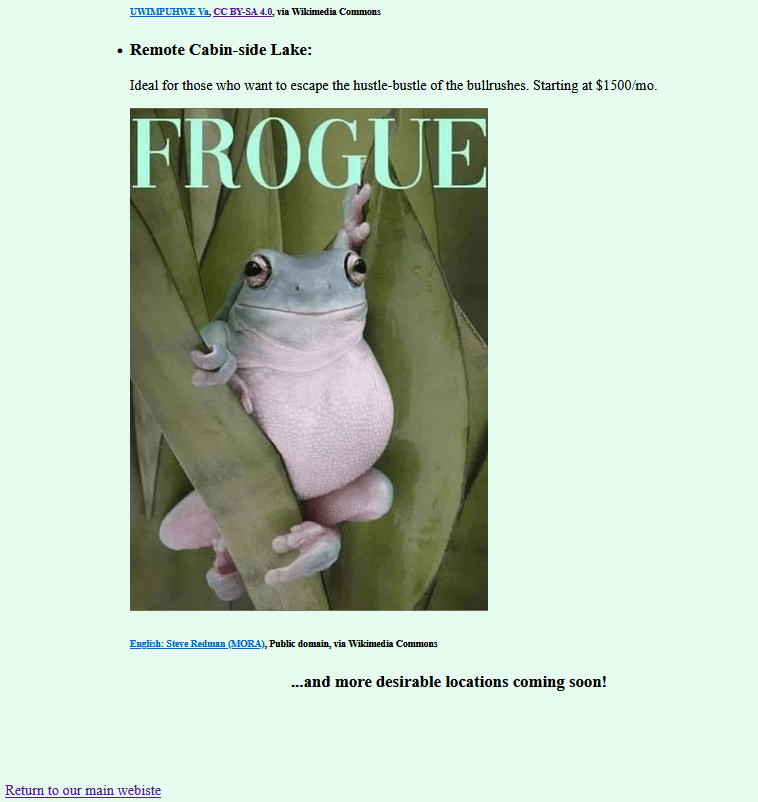 UWIMPUHWE Va, CC BY-SA 4.0, via Wikimedia Commons
Remote Cabin-side Lake:
Ideal for those who want to escape the hustle-bustle of the bullrushes. Starting at $1500/mo.
FROGUE
English: Steve Redman (MORA), Public domain, via Wikimedia Commons
...and more desirable locations coming soon!
Return to our main webiste